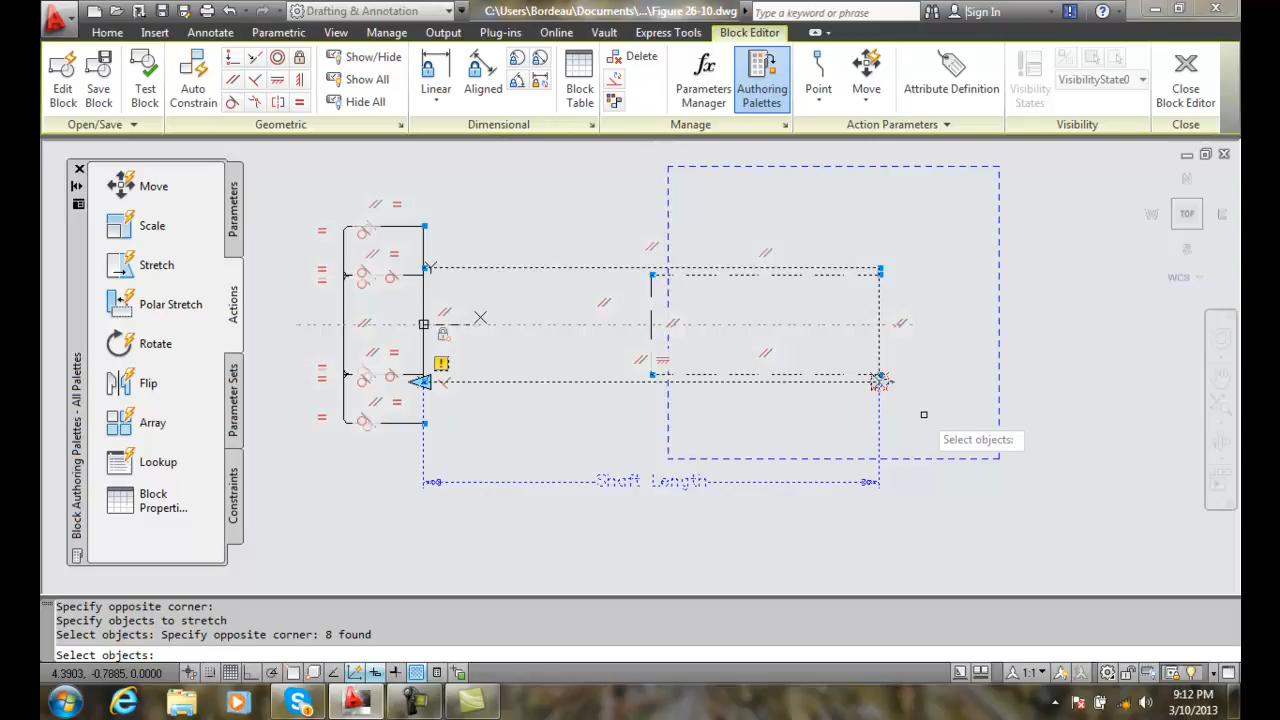 Drafting & Annotation
C:\Users\Bordeau\Documents\...\Figure 26-10.dwg
Type a keyword or phrase
Sign In
Home Insert Annotate Parametric View Manage Output Plug-ins Online Vault Express Tools Block Editor
Edit Block
Save Block
Test Block
Auto Constrain
Show/Hide
Show All
Hide All
Linear
Aligned
Block Table
Delete
Parameters Manager
Authoring Palettes
Point
Move
Attribute Definition
Visibility States
VisibilityState0
Close Block Editor
Open/Save Geometric Dimensional Manage Action Parameters Visibility Close
Move
Scale
Stretch
Polar Stretch
Rotate
Flip
Array
Lookup
Block Properti...
Parameters
Actions
Parameter Sets
Constraints
Block Authoring Palettes - All Palettes
N
W TOP E
S
WCS
Y
X
Select objects:
Shaft Length
Specify opposite corner:
Specify objects to stretch
Select objects: Specify opposite corner: 8 found
Select objects:
4.3903, -0.7885, 0.0000
1:1
9:12 PM
3/10/2013